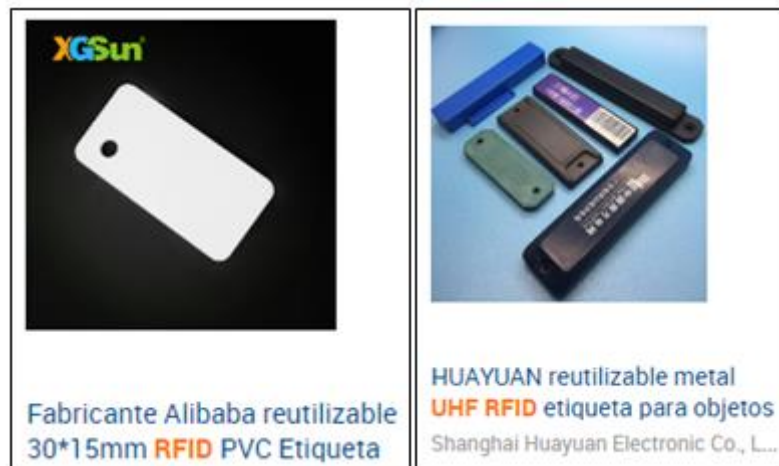 XGSun
Fabricante Alibaba reutilizable
30*15mm RFID PVC Etiqueta
HUAYUAN reutilizable metal
UHF RFID etiqueta para objetos
Shanghai Huayuan Electronic Co., L...